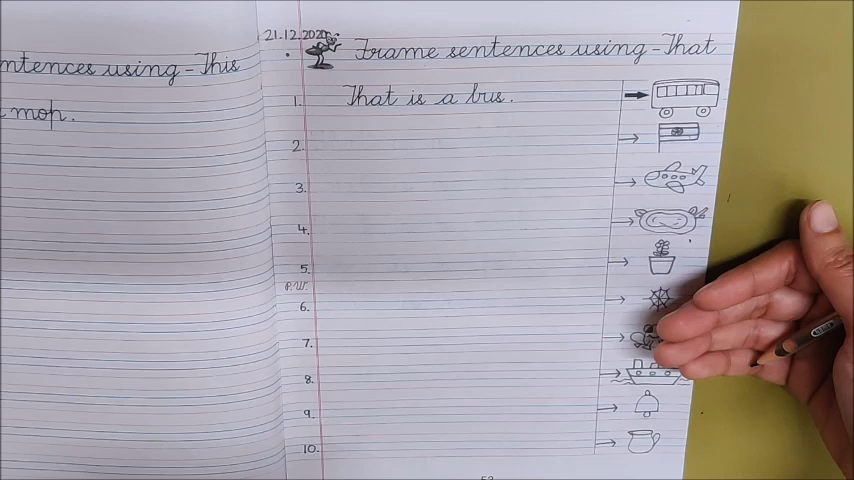 ntences using - This
mop.
21.12.2020
Frame sentences using - That
1. That is a bus.
2.
3.
4.
5.
P.W.
6.
7.
8.
9.
10.